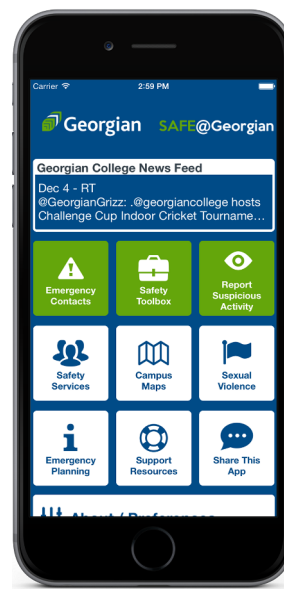 Carrier 2:59 PM
Georgian SAFE@Georgian
Georgian College News Feed
Dec 4 - RT
@GeorgianGrizz: .@georgiancollege hosts
Challenge Cup Indoor Cricket Tourname...
Emergency
Contacts
Safety
Toolbox
Report
Suspicious
Activity
Safety
Services
Campus
Maps
Sexual
Violence
Emergency
Planning
Support
Resources
Share This
App
About / Preferences